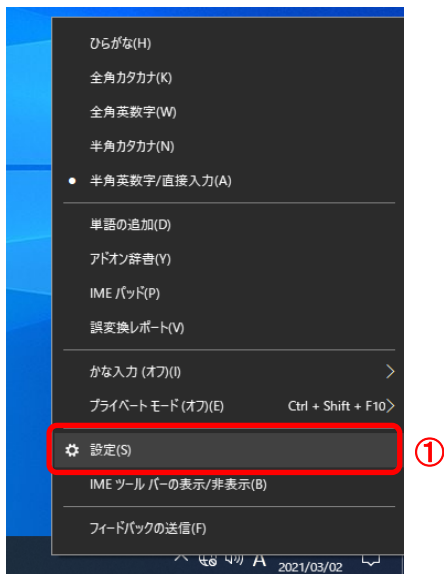 ひらがな(H)
全角カタカナ(K)
全角英数字(W)
半角カタカナ(N)
半角英数字/直接入力(A)
単語の追加(D)
アドオン辞書(Y)
IME パッド(P)
誤変換レポート(V)
かな入力 (オフ)(I)
プライベート モード (オフ)(E) Ctrl + Shift + F10
設定(S)
①
IME ツール バーの表示/非表示(B)
フィードバックの送信(F)
A
2021/03/02